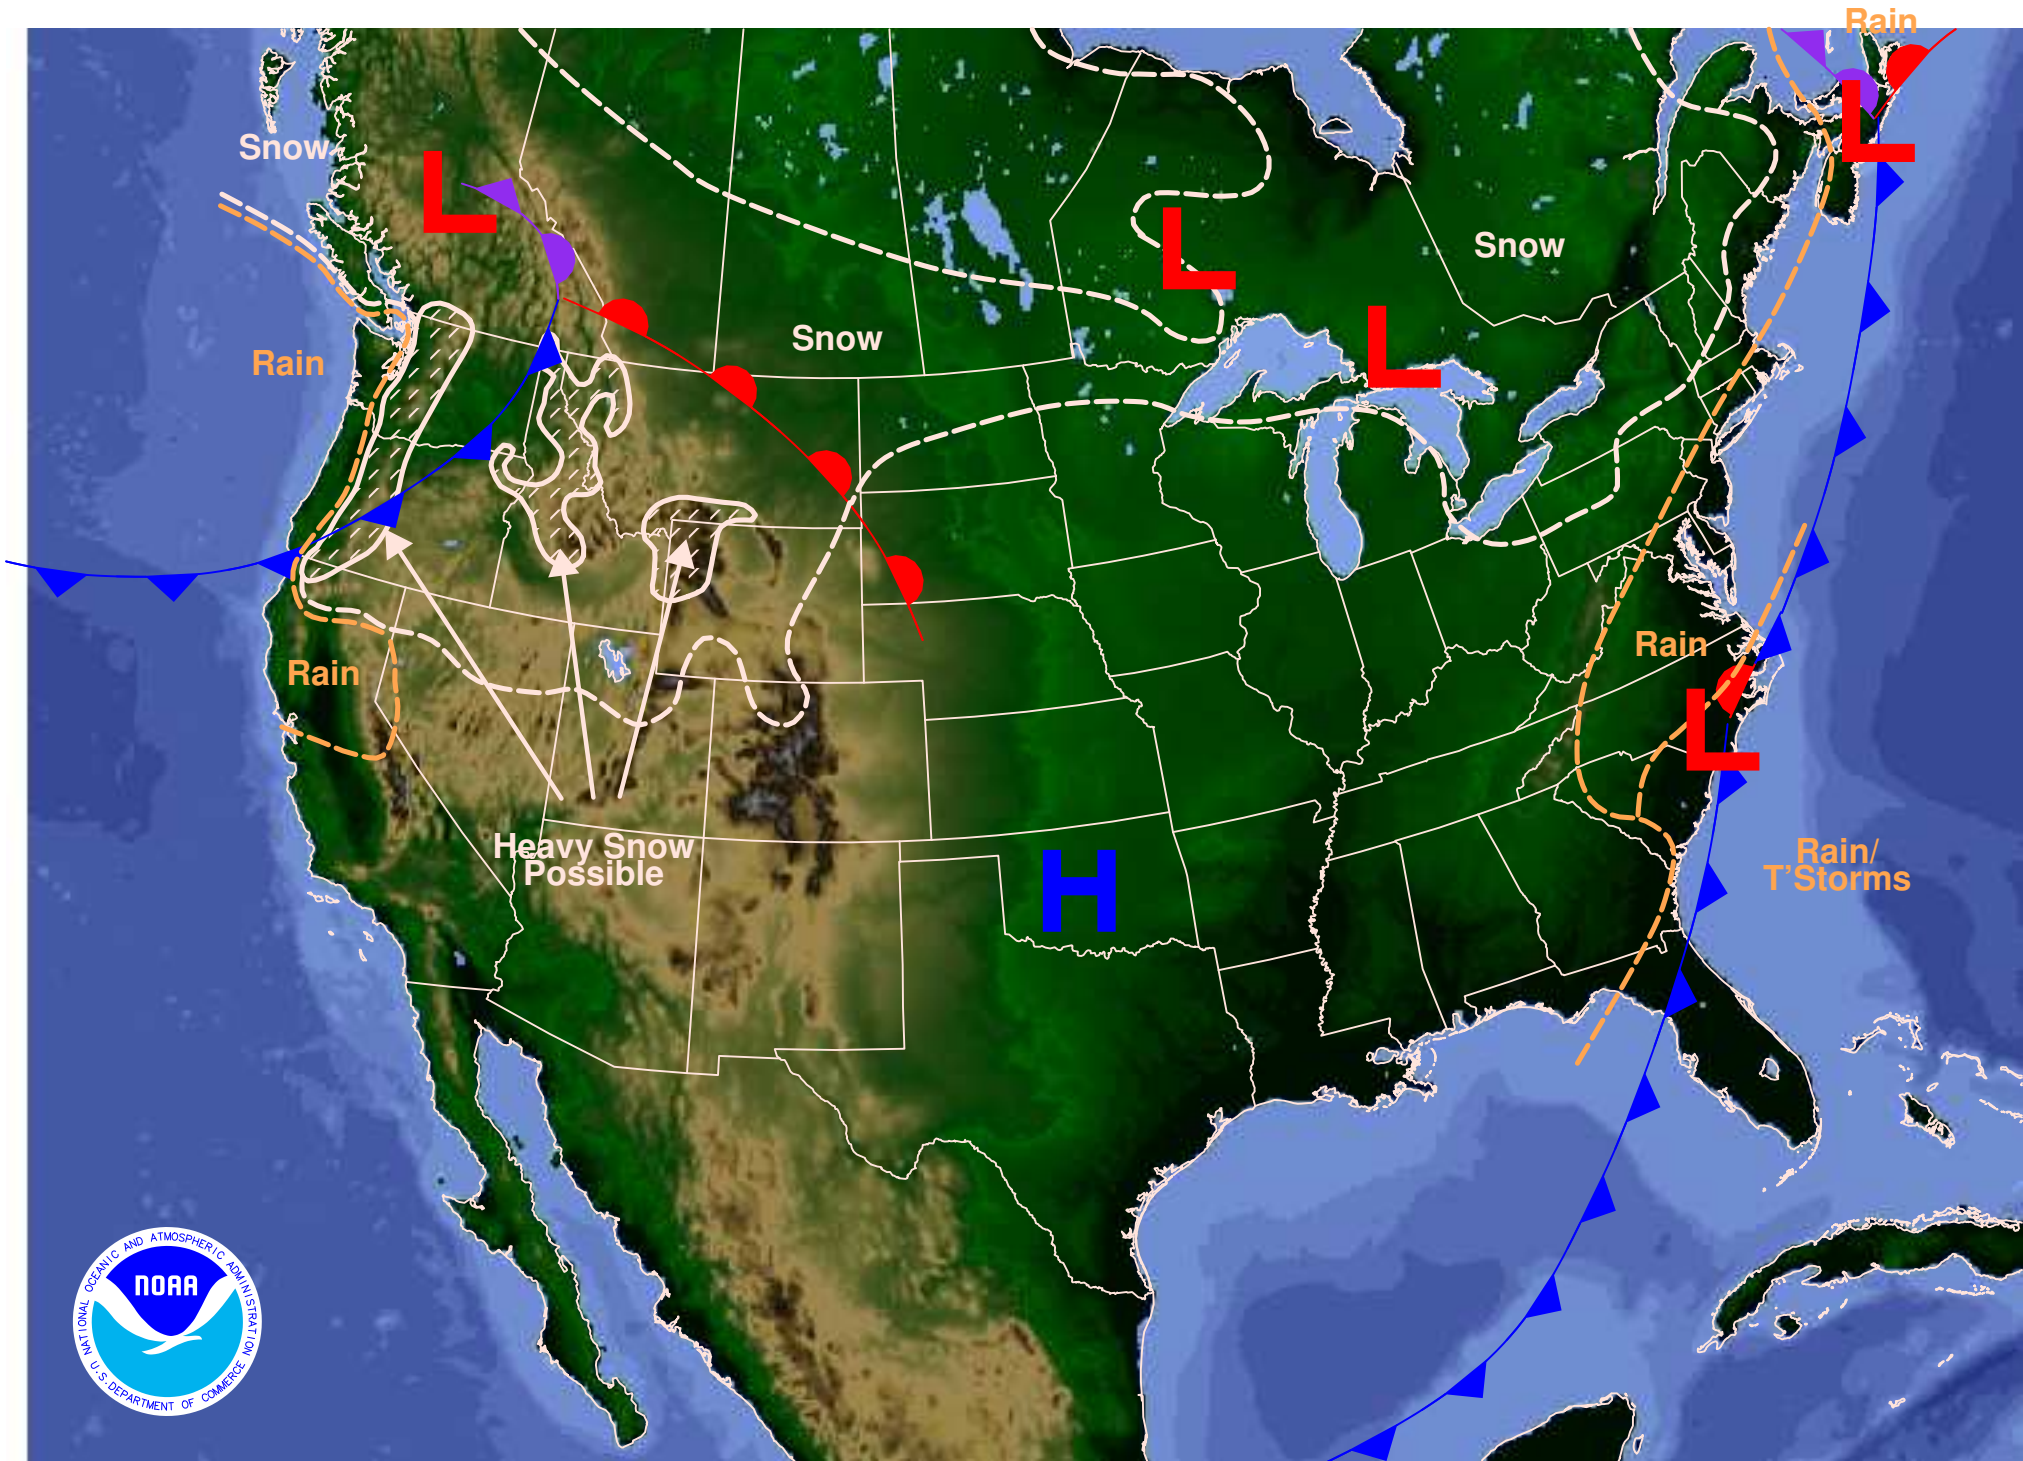 Rain
Snow
L
L
L
Snow
L
Snow
Rain
L
Rain
Rain
Heavy Snow
Possible
H
Rain/
T'Storms
NATIONAL OCEANIC AND ATMOSPHERIC ADMINISTRATION
NOAA
U.S. DEPARTMENT OF COMMERCE